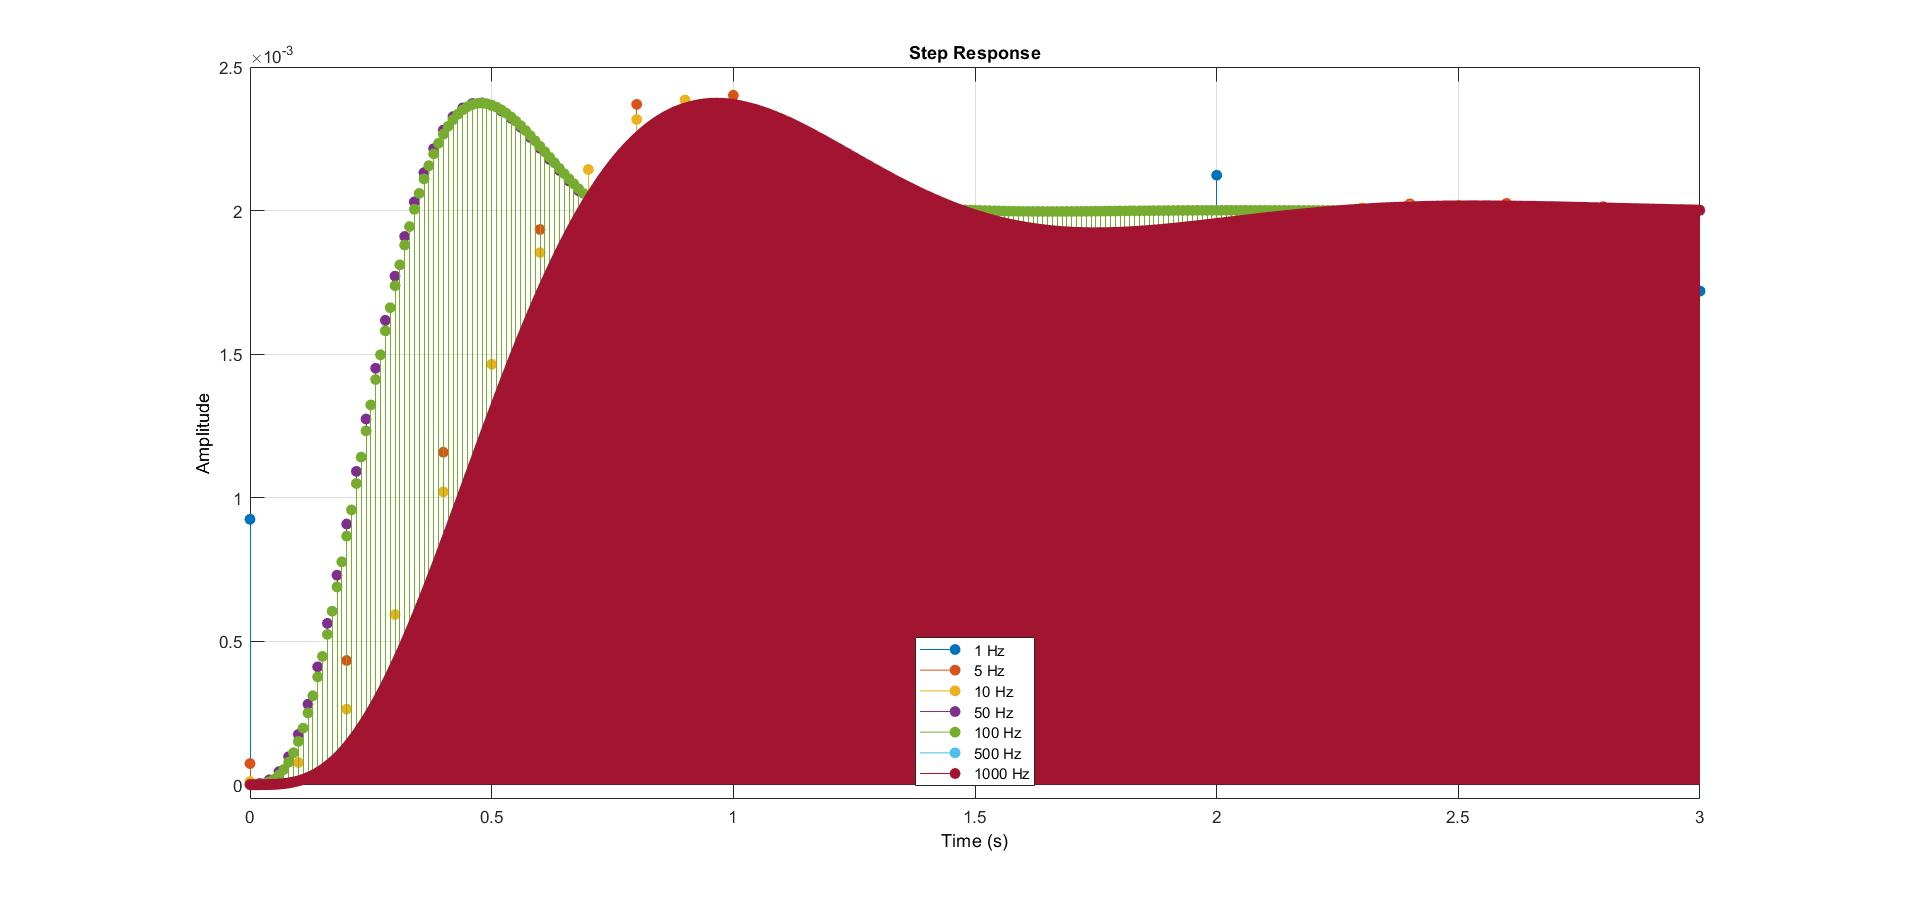 Step Response
×10-3
2.5
2
1.5
1
0.5
0
Amplitude
1 Hz
5 Hz
10 Hz
50 Hz
100 Hz
500 Hz
1000 Hz
0 0.5 1 1.5 2 2.5 3
Time (s)